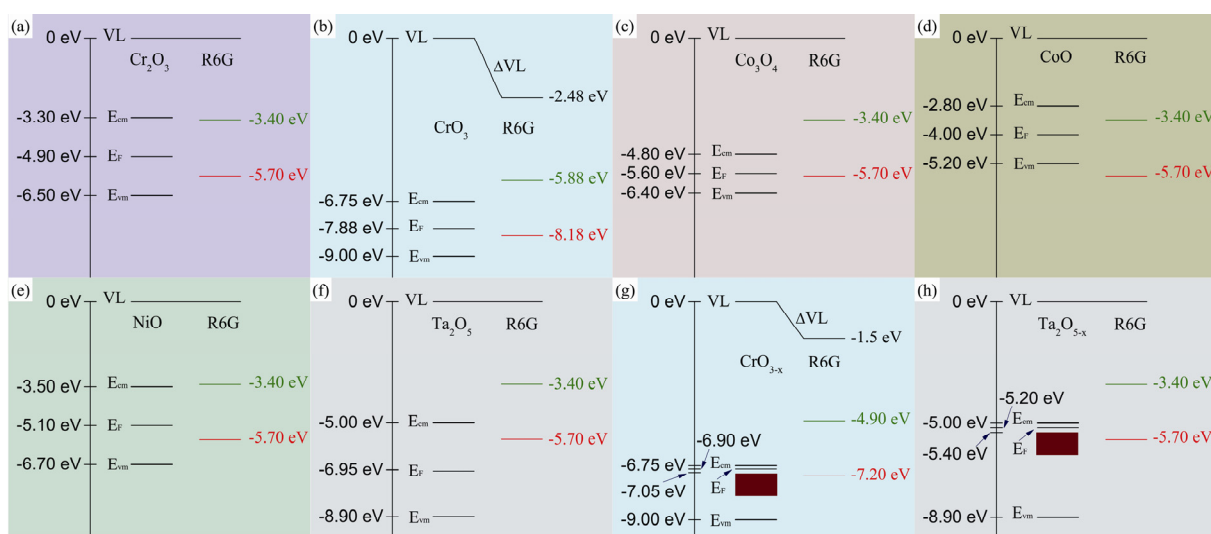 (a)
0 eV VL
Cr₂O₃ R6G
-3.30 eV Ecm -3.40 eV
-4.90 eV EF
-5.70 eV
-6.50 eV Evm
(b)
0 eV VL
ΔVL
-2.48 eV
CrO₃ R6G
-5.88 eV
-6.75 eV Ecm
-7.88 eV EF
-8.18 eV
-9.00 eV Evm
(c)
0 eV VL
Co₃O₄ R6G
-3.40 eV
-4.80 eV Ecm
-5.60 eV EF -5.70 eV
-6.40 eV Evm
(d)
0 eV VL
CoO R6G
-2.80 eV Ecm
-3.40 eV
-4.00 eV EF
-5.20 eV Evm
-5.70 eV
(e)
0 eV VL
NiO R6G
-3.50 eV Ecm -3.40 eV
-5.10 eV EF
-5.70 eV
-6.70 eV Evm
(f)
0 eV VL
Ta₂O₅ R6G
-3.40 eV
-5.00 eV Ecm
-5.70 eV
-6.95 eV EF
-8.90 eV Evm
(g)
0 eV VL
ΔVL
-1.5 eV
CrO₃₋ₓ R6G
-4.90 eV
-6.90 eV
-6.75 eV Ecm
-7.20 eV
-7.05 eV EF
-9.00 eV Evm
(h)
0 eV VL
Ta₂O₅₋ₓ R6G
-3.40 eV
-5.20 eV
-5.00 eV Ecm
-5.70 eV
-5.40 eV EF
-8.90 eV Evm